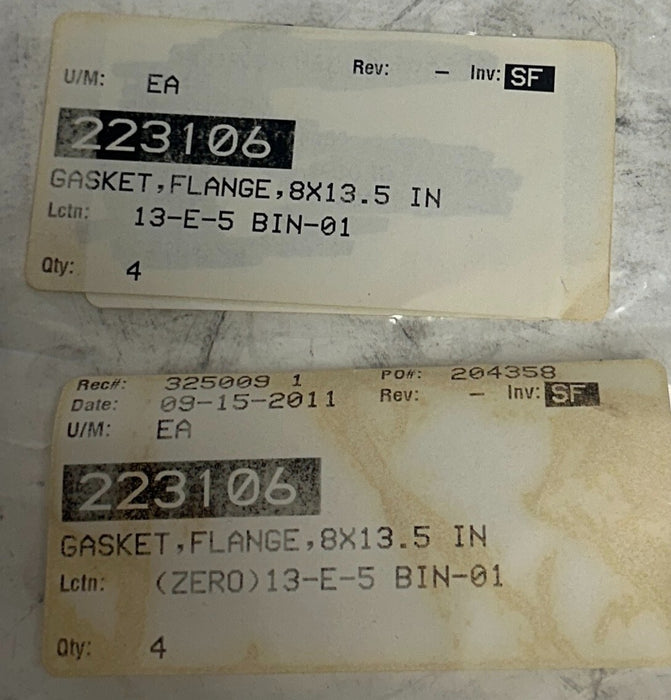 Rev: – Inv: SF
U/M: EA
223106
GASKET,FLANGE,8X13.5 IN
Lctn: 13-E-5 BIN-01
Qty: 4
Rec#: 325009 1 PO#: 204358
Date: 09-15-2011 Rev: – Inv: SF
U/M: EA
223106
GASKET,FLANGE,8X13.5 IN
Lctn: (ZERO)13-E-5 BIN-01
Qty: 4